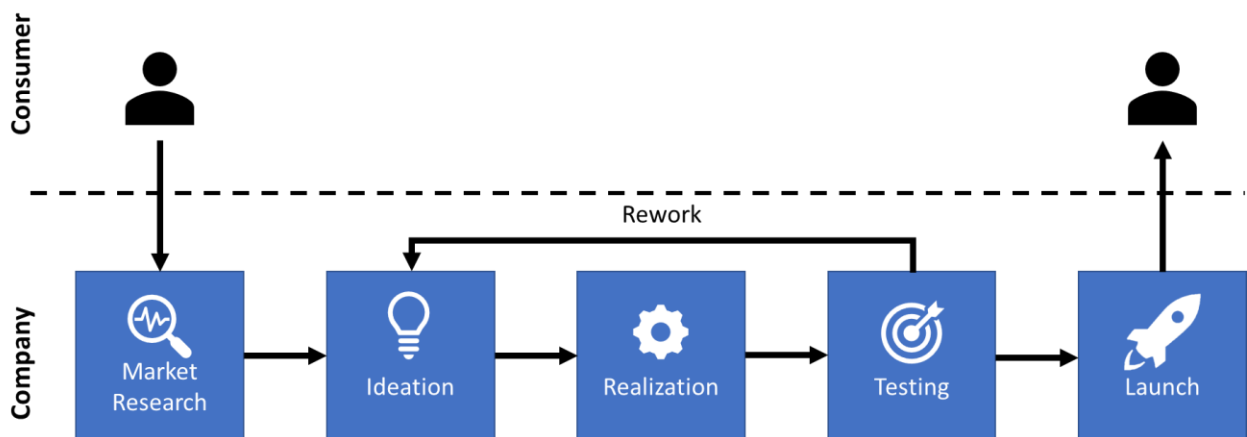 Consumer
Rework
Company
Market
Research
Ideation
Realization
Testing
Launch